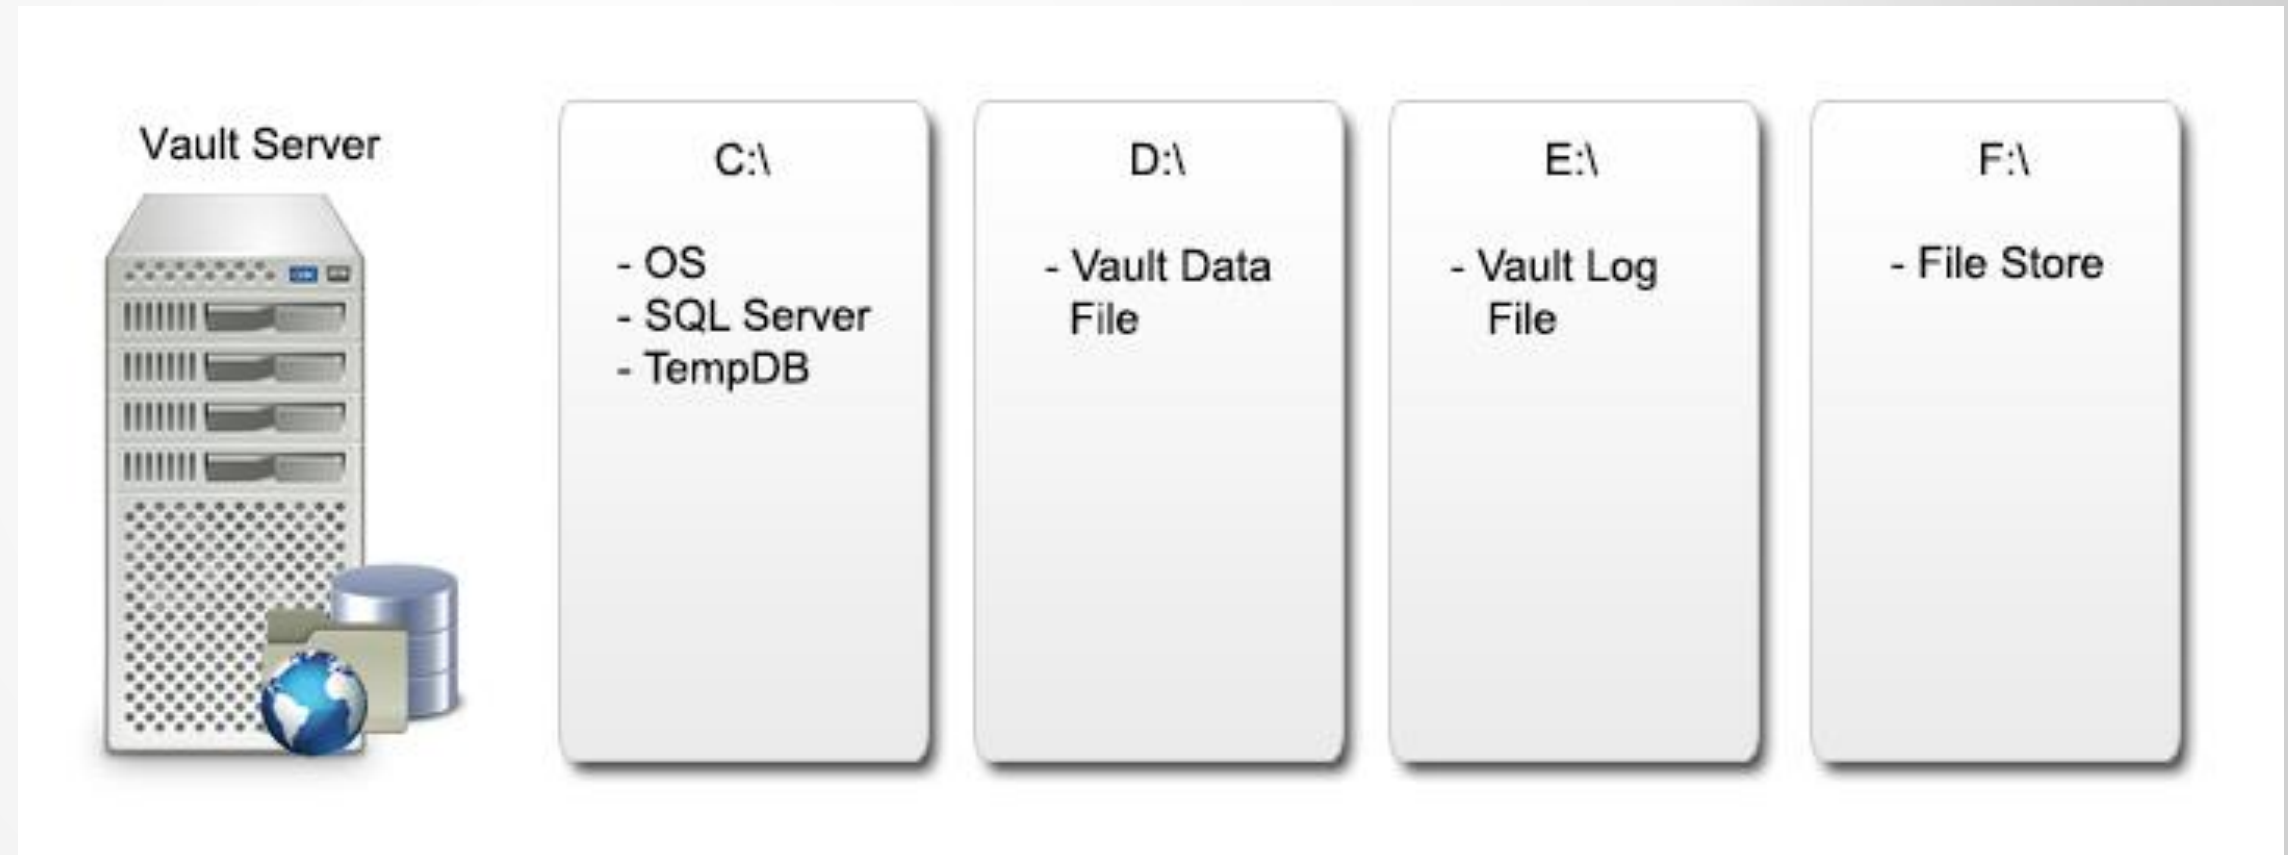 Vault Server
C:\
- OS
- SQL Server
- TempDB
D:\
- Vault Data
File
E:\
- Vault Log
File
F:\
- File Store